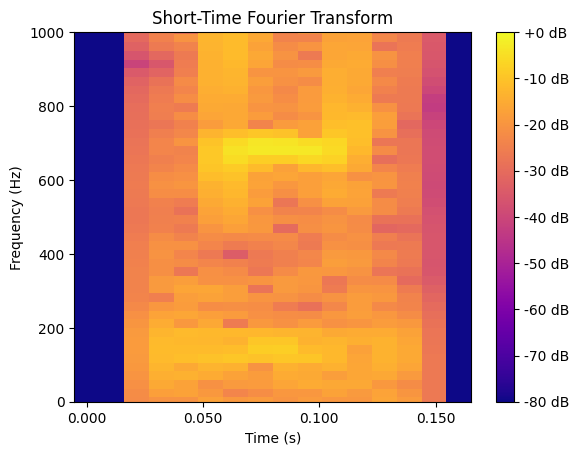 Short-Time Fourier Transform
1000
800
600
400
200
0
Frequency (Hz)
0.000
0.050
0.100
0.150
Time (s)
+0 dB
-10 dB
-20 dB
-30 dB
-40 dB
-50 dB
-60 dB
-70 dB
-80 dB